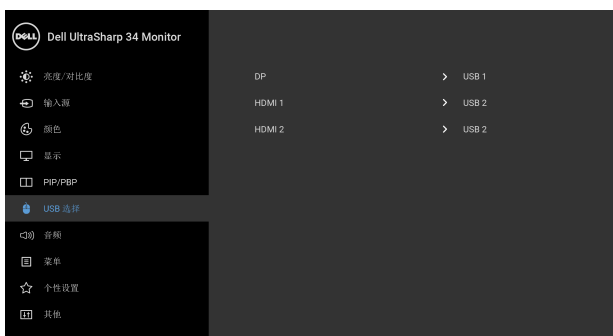 DELL Dell UltraSharp 34 Monitor
亮度/对比度
DP > USB 1
输入源
HDMI 1 > USB 2
颜色
HDMI 2 > USB 2
显示
PIP/PBP
USB 选择
音频
菜单
个性设置
其他